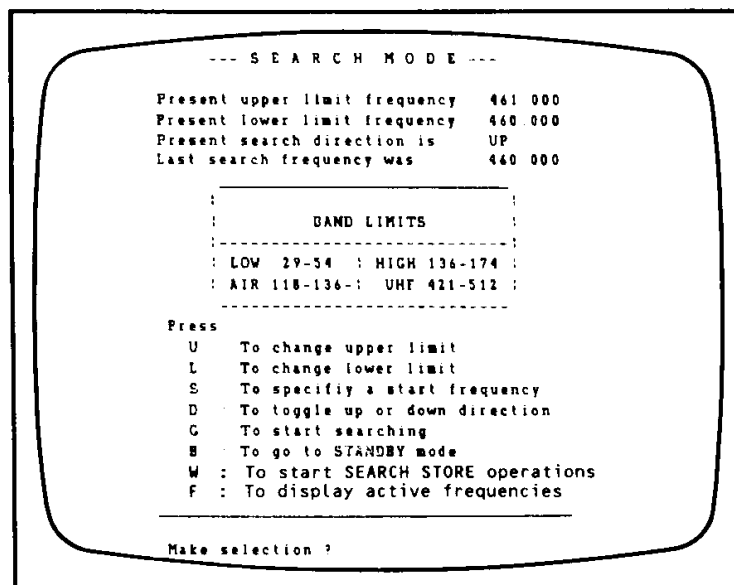 --- S E A R C H  M O D E ---
Present upper limit frequency 461.000
Present lower limit frequency 460.000
Present search direction is UP
Last search frequency was 460.000
BAND LIMITS
LOW 29-54 : HIGH 136-174
AIR 118-136-: UHF 421-512
Press
U To change upper limit
L To change lower limit
S To specifiy a start frequency
D To toggle up or down direction
G To start searching
B To go to STANDBY mode
W : To start SEARCH STORE operations
F : To display active frequencies
Make selection ?